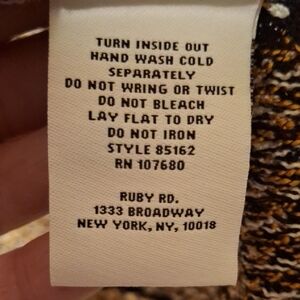 TURN INSIDE OUT
HAND WASH COLD
SEPARATELY
DO NOT WRING OR TWIST
DO NOT BLEACH
LAY FLAT TO DRY
DO NOT IRON
STYLE 85162
RN 107680
RUBY RD.
1333 BROADWAY
NEW YORK, NY, 10018